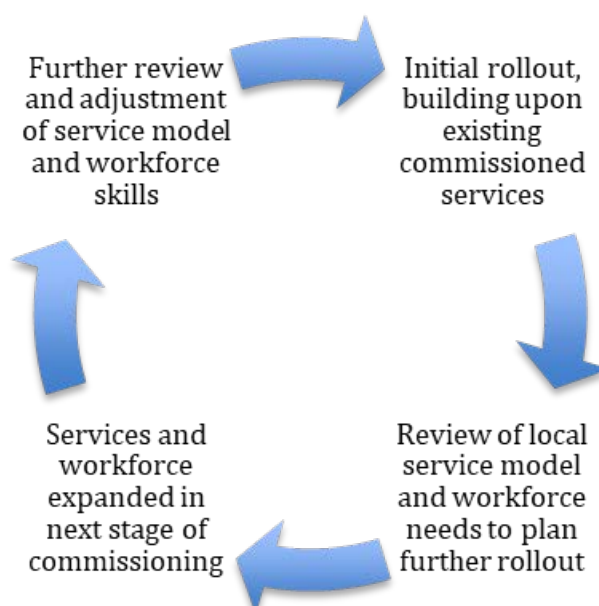 Further review
and adjustment
of service model
and workforce
skills
Initial rollout,
building upon
existing
commissioned
services
Review of local
service model
and workforce
needs to plan
further rollout
Services and
workforce
expanded in
next stage of
commissioning